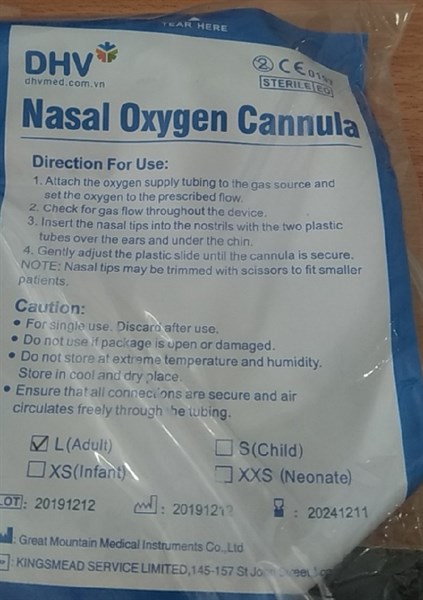 TEAR HERE
DHV
dhvmed.com.vn
2 CE 0197
STERILE EO
Nasal Oxygen Cannula
Direction For Use:
1. Attach the oxygen supply tubing to the gas source and
set the oxygen to the prescribed flow.
2. Check for gas flow throughout the device.
3. Insert the nasal tips into the nostrils with the two plastic
tubes over the ears and under the chin.
4. Gently adjust the plastic slide until the cannula is secure.
NOTE: Nasal tips may be trimmed with scissors to fit smaller
patients.
Caution:
• For single use. Discard after use.
• Do not use if package is open or damaged.
• Do not store at extreme temperature and humidity.
Store in cool and dry place.
• Ensure that all connections are secure and air
circulates freely through the tubing.
☑ L(Adult) ☐ S(Child)
☐ XS(Infant) ☐ XXS (Neonate)
LOT: 20191212 : 20191212 : 20241211
: Great Mountain Medical Instruments Co.,Ltd
: KINGSMEAD SERVICE LIMITED,145-157 St John Street